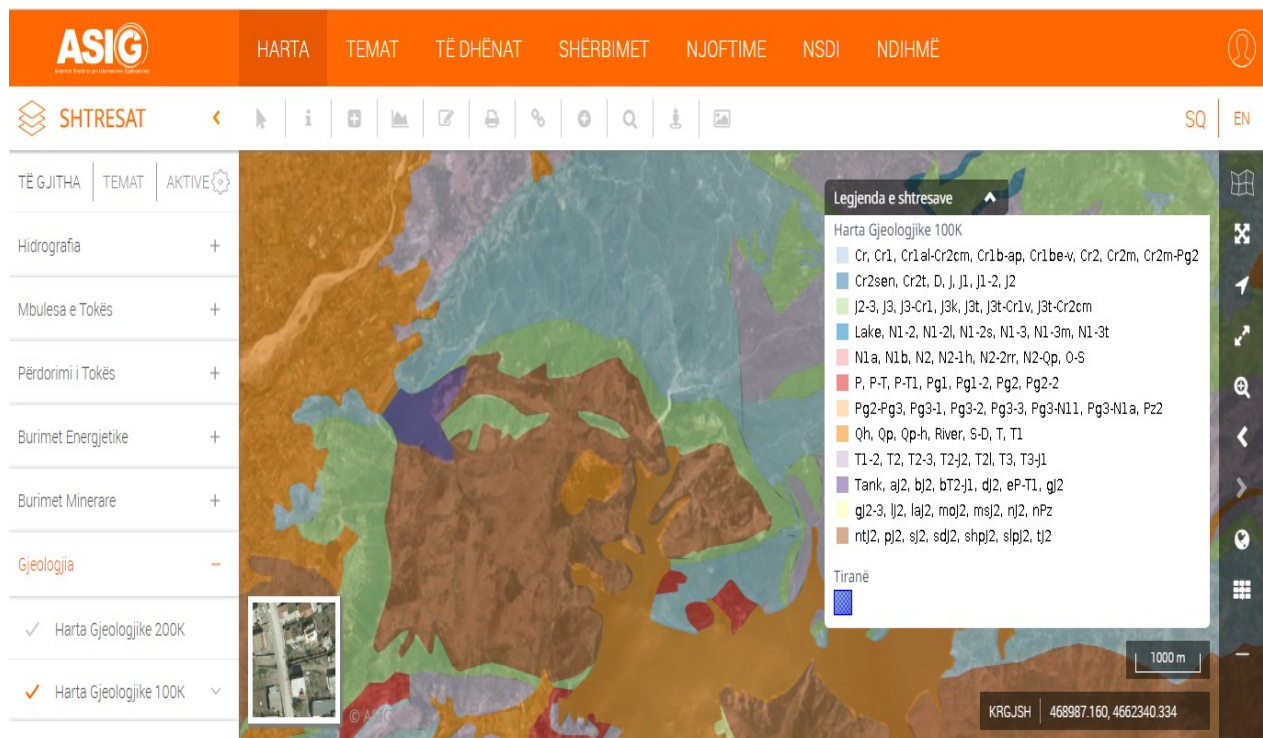 ASIG
HARTA TEMAT TË DHËNAT SHËRBIMET NJOFTIME NSDI NDIHMË
SHTRESAT
SQ EN
TË GJITHA TEMAT AKTIVE
Hidrografia
Mbulesa e Tokës
Përdorimi i Tokës
Burimet Energjetike
Burimet Minerare
Gjeologjia
Harta Gjeologjike 200K
Harta Gjeologjike 100K
Legjenda e shtresave
Harta Gjeologjike 100K
Cr, Cr1, Cr1al-Cr2cm, Cr1b-ap, Cr1be-v, Cr2, Cr2m, Cr2m-Pg2
Cr2sen, Cr2t, D, J, J1, J1-2, J2
J2-3, J3, J3-Cr1, J3k, J3t, J3t-Cr1v, J3t-Cr2cm
Lake, N1-2, N1-2l, N1-2s, N1-3, N1-3m, N1-3t
N1a, N1b, N2, N2-1h, N2-2rr, N2-Qp, O-S
P, P-T, P-T1, Pg1, Pg1-2, Pg2, Pg2-2
Pg2-Pg3, Pg3-1, Pg3-2, Pg3-3, Pg3-N11, Pg3-N1a, Pz2
Qh, Qp, Qp-h, River, S-D, T, T1
T1-2, T2, T2-3, T2-J2, T2l, T3, T3-J1
Tank, aJ2, bJ2, bT2-J1, dJ2, eP-T1, gJ2
gJ2-3, lJ2, laJ2, moJ2, msJ2, nJ2, nPz
ntJ2, pJ2, sJ2, sdJ2, shpJ2, slpJ2, tJ2
Tiranë
1000 m
© ASIG
KRGJSH 468987.160, 4662340.334